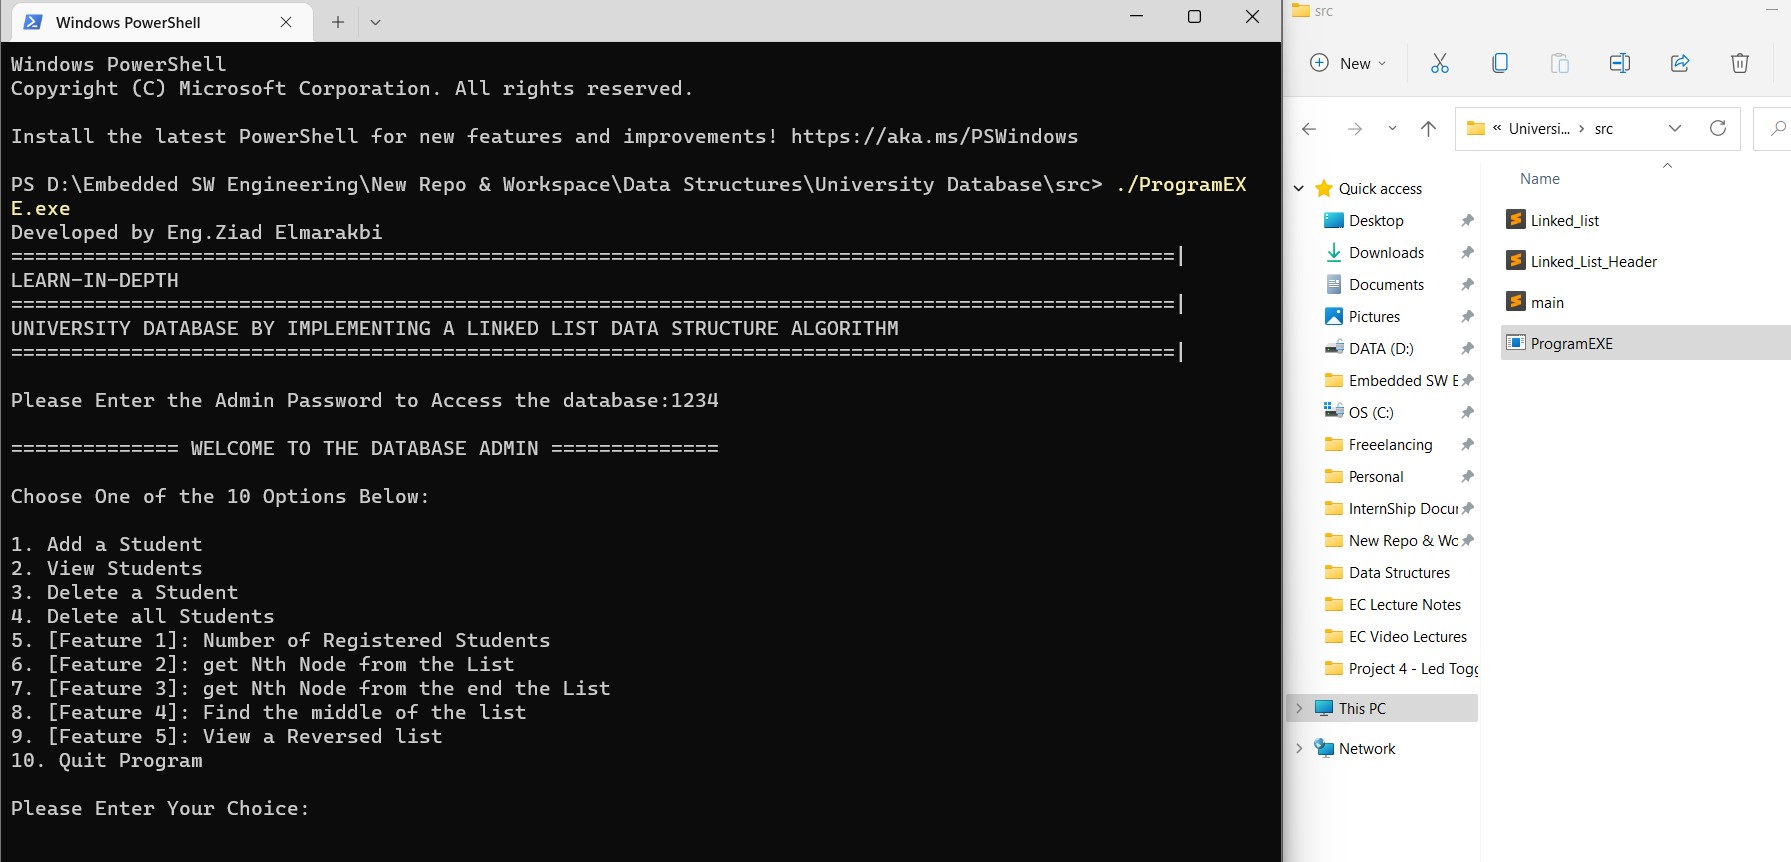 Windows PowerShell
Windows PowerShell
Copyright (C) Microsoft Corporation. All rights reserved.
Install the latest PowerShell for new features and improvements! https://aka.ms/PSWindows
PS D:\Embedded SW Engineering\New Repo & Workspace\Data Structures\University Database\src> ./ProgramEX
E.exe
Developed by Eng.Ziad Elmarakbi
=================================================================================================|
LEARN-IN-DEPTH
=================================================================================================|
UNIVERSITY DATABASE BY IMPLEMENTING A LINKED LIST DATA STRUCTURE ALGORITHM
=================================================================================================|
Please Enter the Admin Password to Access the database:1234
============== WELCOME TO THE DATABASE ADMIN ==============
Choose One of the 10 Options Below:
1. Add a Student
2. View Students
3. Delete a Student
4. Delete all Students
5. [Feature 1]: Number of Registered Students
6. [Feature 2]: get Nth Node from the List
7. [Feature 3]: get Nth Node from the end the List
8. [Feature 4]: Find the middle of the list
9. [Feature 5]: View a Reversed list
10. Quit Program
Please Enter Your Choice:
src
New
« Universi... › src
Quick access
Desktop
Downloads
Documents
Pictures
DATA (D:)
Embedded SW E
OS (C:)
Freeelancing
Personal
InternShip Docur
New Repo & Wo
Data Structures
EC Lecture Notes
EC Video Lectures
Project 4 - Led Togg
This PC
Network
Name
Linked_list
Linked_List_Header
main
ProgramEXE